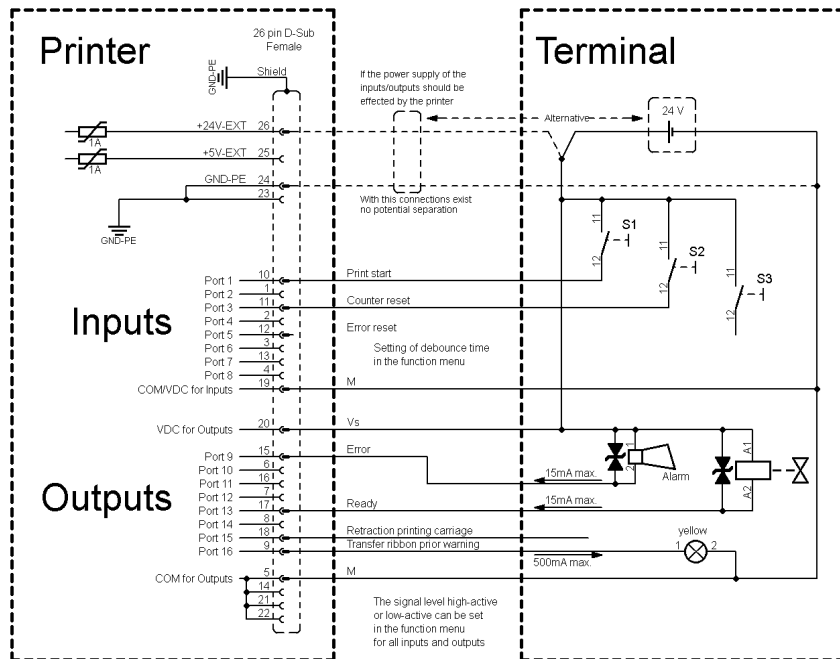 Printer
26 pin D-Sub
Female
Terminal
GND-PE
Shield
If the power supply of the
inputs/outputs should be
effected by the printer
Alternative
24 V
1A
+24V-EXT 26
1A
+5V-EXT 25
GND-PE 24
23
GND-PE
With this connections exist
no potential separation
11
12
S1
11
12
S2
11
12
S3
Inputs
Port 1 10 Print start
Port 2 1
Port 3 11 Counter reset
Port 4 2
Port 5 12 Error reset
Port 6 3
Port 7 13
Port 8 4
COM/VDC for Inputs 19 M
Setting of debounce time
in the function menu
Outputs
VDC for Outputs 20 Vs
Port 9 15 Error
Port 10 6
Port 11 16
Port 12 7
Port 13 17 Ready
Port 14 8
Port 15 18 Retraction printing carriage
Port 16 9 Transfer ribbon prior warning
COM for Outputs 5 M
14
21
22
15mA max.
1
2
Alarm
A1
A2
15mA max.
yellow
1 2
500mA max.
The signal level high-active
or low-active can be set
in the function menu
for all inputs and outputs